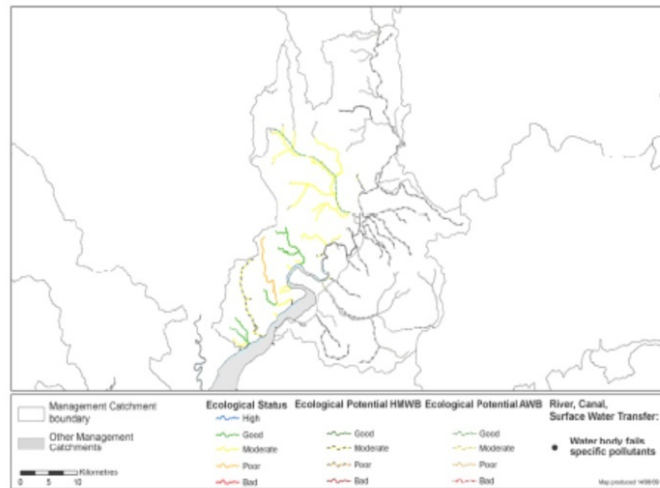 Management Catchment
boundary
Other Management
Catchments
0 5 10 Kilometres
Ecological Status
High
Good
Moderate
Poor
Bad
Ecological Potential HMWB
Good
Moderate
Poor
Bad
Ecological Potential AWB
Good
Moderate
Poor
Bad
River, Canal,
Surface Water Transfer:
Water body fails
specific pollutants
Map produced